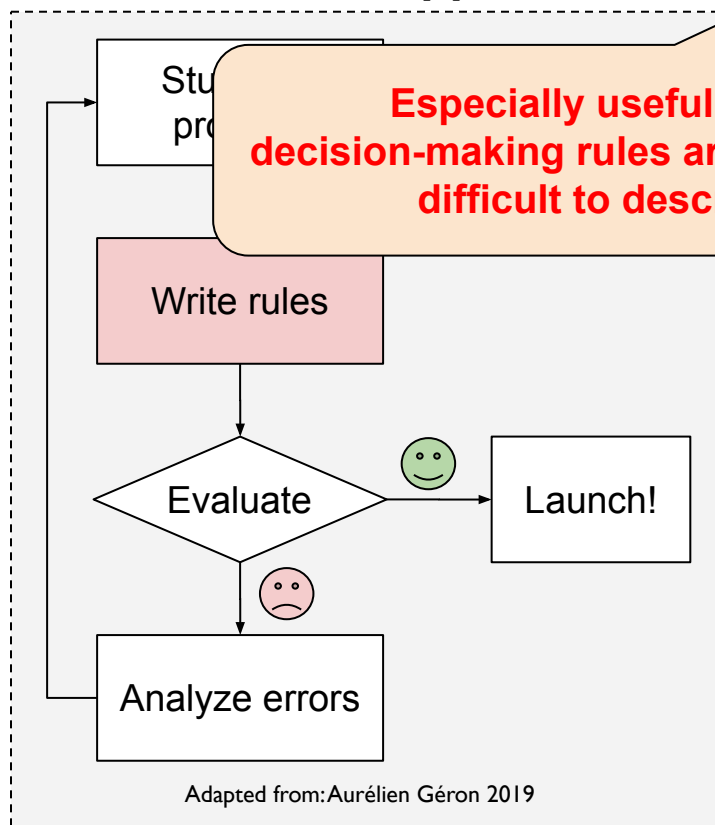 Stu
pro
Especially useful
decision-making rules ar
difficult to desc
Write rules
Evaluate
Launch!
Analyze errors
Adapted from: Aurélien Géron 2019